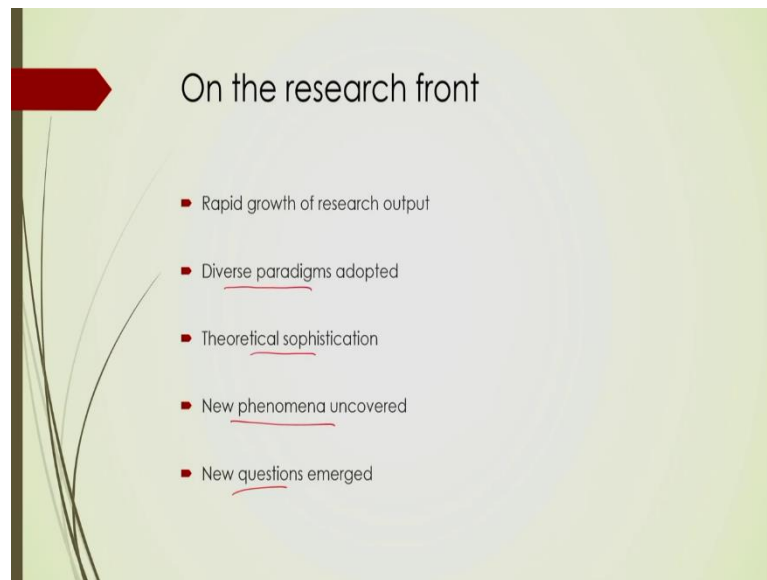 On the research front
Rapid growth of research output
Diverse paradigms adopted
Theoretical sophistication
New phenomena uncovered
New questions emerged